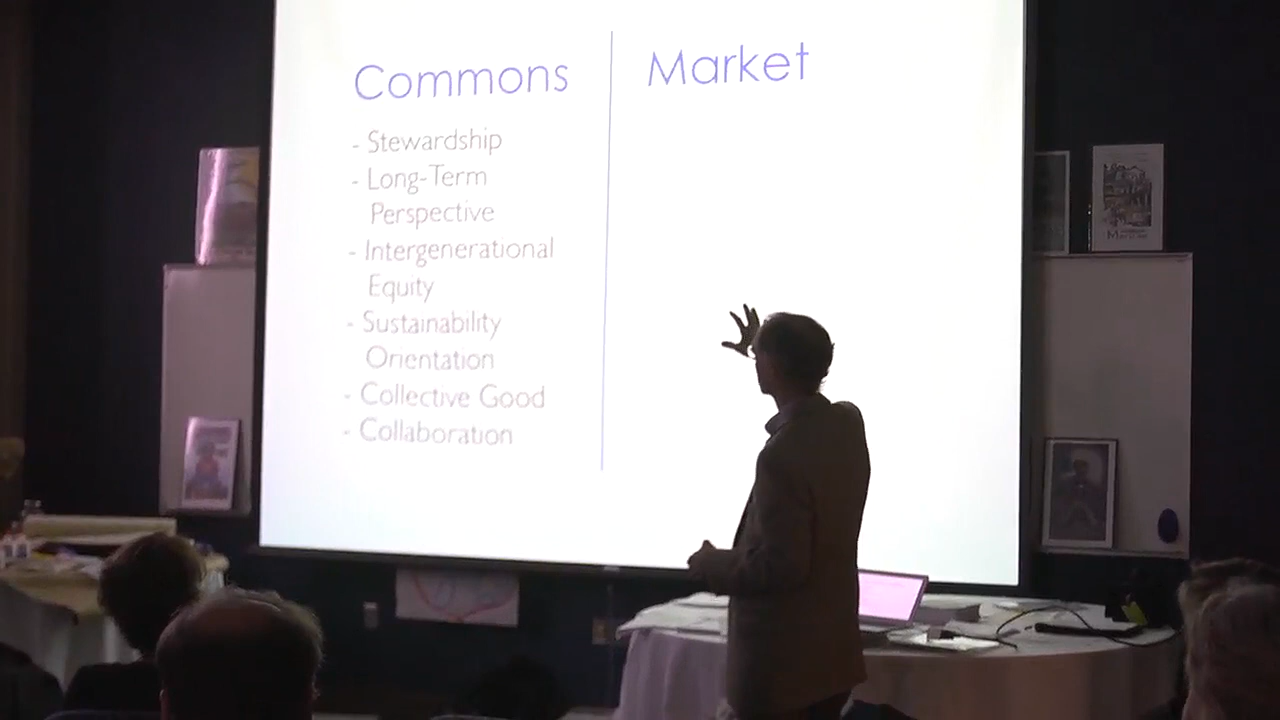 Commons
- Stewardship
- Long-Term
Perspective
- Intergenerational
Equity
- Sustainability
Orientation
- Collective Good
- Collaboration
Market